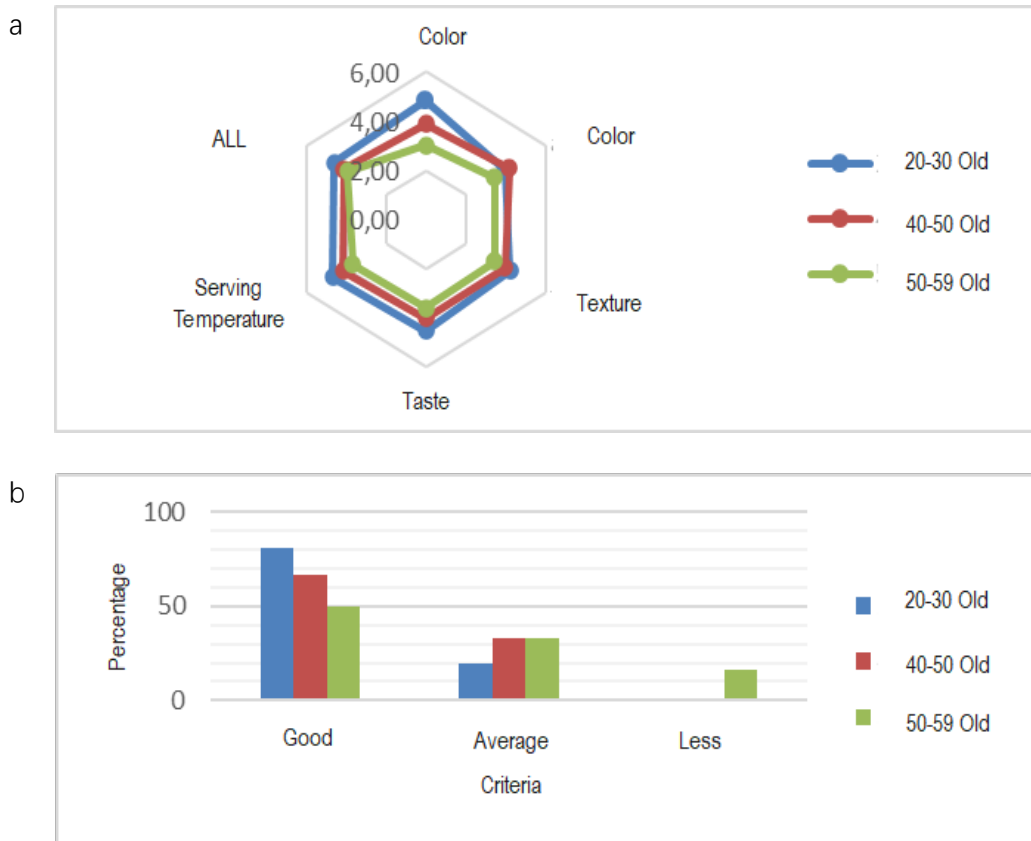 a
Color
6,00
4,00
2,00
0,00
ALL
Color
Serving
Temperature
Texture
Taste
20-30 Old
40-50 Old
50-59 Old
b
100
50
0
Percentage
Good
Average
Less
Criteria
20-30 Old
40-50 Old
50-59 Old